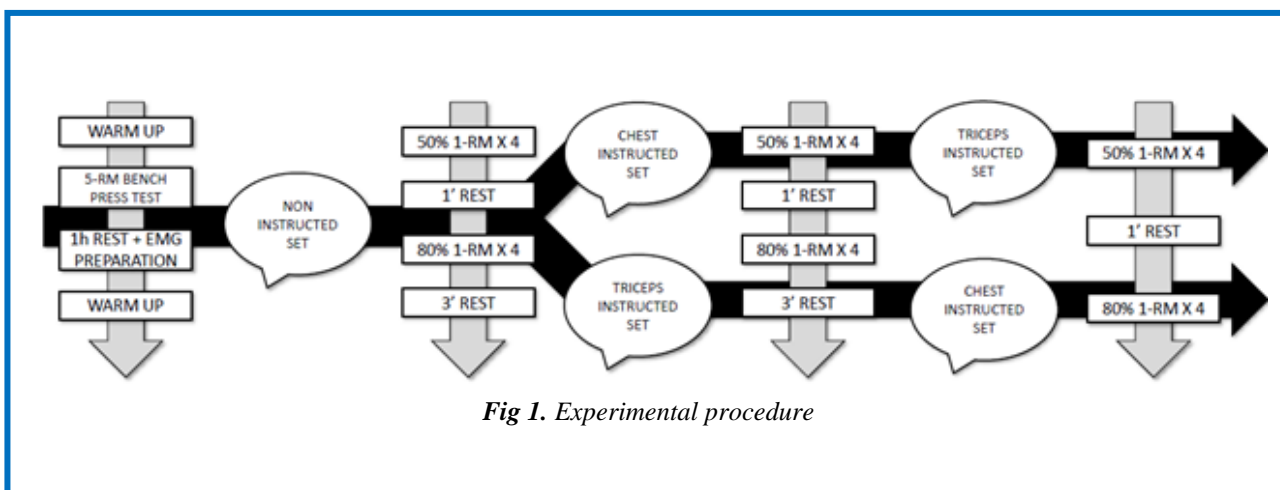 WARM UP
5-RM BENCH
PRESS TEST
1h REST + EMG
PREPARATION
WARM UP
NON
INSTRUCTED
SET
50% 1-RM X 4
1' REST
80% 1-RM X 4
3' REST
CHEST
INSTRUCTED
SET
TRICEPS
INSTRUCTED
SET
50% 1-RM X 4
1' REST
80% 1-RM X 4
3' REST
TRICEPS
INSTRUCTED
SET
CHEST
INSTRUCTED
SET
50% 1-RM X 4
1' REST
80% 1-RM X 4
Fig 1. Experimental procedure